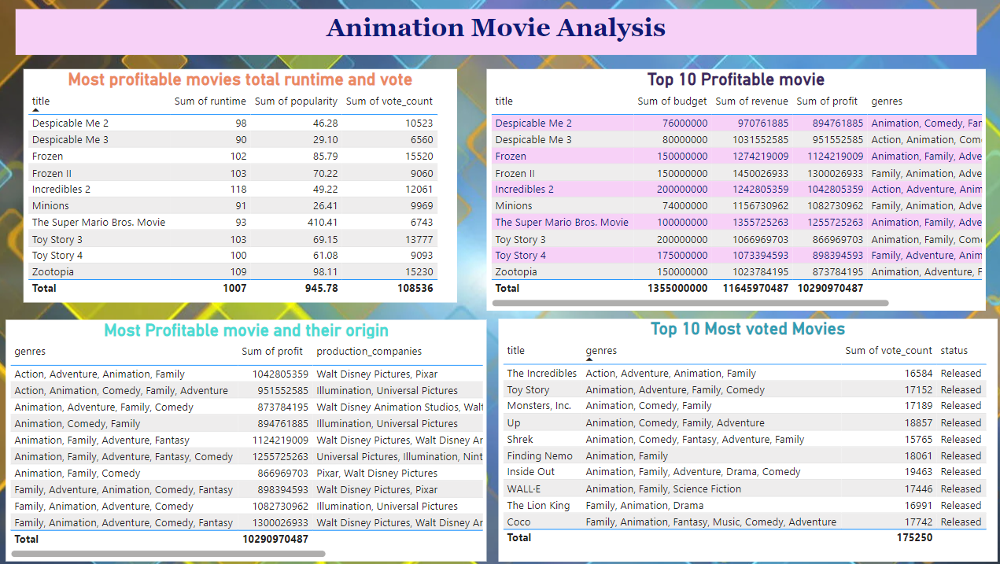 Animation Movie Analysis
Most profitable movies total runtime and vote
title Sum of runtime Sum of popularity Sum of vote_count
Despicable Me 2 98 46.28 10523
Despicable Me 3 90 29.10 6560
Frozen 102 85.79 15520
Frozen II 103 70.22 9060
Incredibles 2 118 49.22 12061
Minions 91 26.41 9969
The Super Mario Bros. Movie 93 410.41 6743
Toy Story 3 103 69.15 13777
Toy Story 4 100 61.08 9093
Zootopia 109 98.11 15230
Total 1007 945.78 108536
Top 10 Profitable movie
title Sum of budget Sum of revenue Sum of profit genres
Despicable Me 2 76000000 970761885 894761885 Animation, Comedy, Far
Despicable Me 3 80000000 1031552585 951552585 Action, Animation, Com
Frozen 150000000 1274219009 1124219009 Animation, Family, Adve
Frozen II 150000000 1450026933 1300026933 Family, Animation, Adve
Incredibles 2 200000000 1242805359 1042805359 Action, Adventure, Anim
Minions 74000000 1156730962 1082730962 Family, Animation, Adve
The Super Mario Bros. Movie 100000000 1355725263 1255725263 Animation, Family, Adve
Toy Story 3 200000000 1066969703 866969703 Animation, Family, Come
Toy Story 4 175000000 1073394593 898394593 Family, Adventure, Anim
Zootopia 150000000 1023784195 873784195 Animation, Adventure, F
Total 1355000000 11645970487 10290970487
Most Profitable movie and their origin
genres Sum of profit production_companies
Action, Adventure, Animation, Family 1042805359 Walt Disney Pictures, Pixar
Action, Animation, Comedy, Family, Adventure 951552585 Illumination, Universal Pictures
Animation, Adventure, Family, Comedy 873784195 Walt Disney Animation Studios, Walt
Animation, Comedy, Family 894761885 Illumination, Universal Pictures
Animation, Family, Adventure, Fantasy 1124219009 Walt Disney Pictures, Walt Disney Ar
Animation, Family, Adventure, Fantasy, Comedy 1255725263 Universal Pictures, Illumination, Nint
Animation, Family, Comedy 866969703 Pixar, Walt Disney Pictures
Family, Adventure, Animation, Comedy, Fantasy 898394593 Walt Disney Pictures, Pixar
Family, Animation, Adventure, Comedy 1082730962 Illumination, Universal Pictures
Family, Animation, Adventure, Comedy, Fantasy 1300026933 Walt Disney Pictures, Walt Disney Ar
Total 10290970487
Top 10 Most voted Movies
title genres Sum of vote_count status
The Incredibles Action, Adventure, Animation, Family 16584 Released
Toy Story Animation, Adventure, Family, Comedy 17152 Released
Monsters, Inc. Animation, Comedy, Family 17189 Released
Up Animation, Comedy, Family, Adventure 18857 Released
Shrek Animation, Comedy, Fantasy, Adventure, Family 15765 Released
Finding Nemo Animation, Family 18061 Released
Inside Out Animation, Family, Adventure, Drama, Comedy 19463 Released
WALL·E Animation, Family, Science Fiction 17446 Released
The Lion King Family, Animation, Drama 16991 Released
Coco Family, Animation, Fantasy, Music, Comedy, Adventure 17742 Released
Total 175250